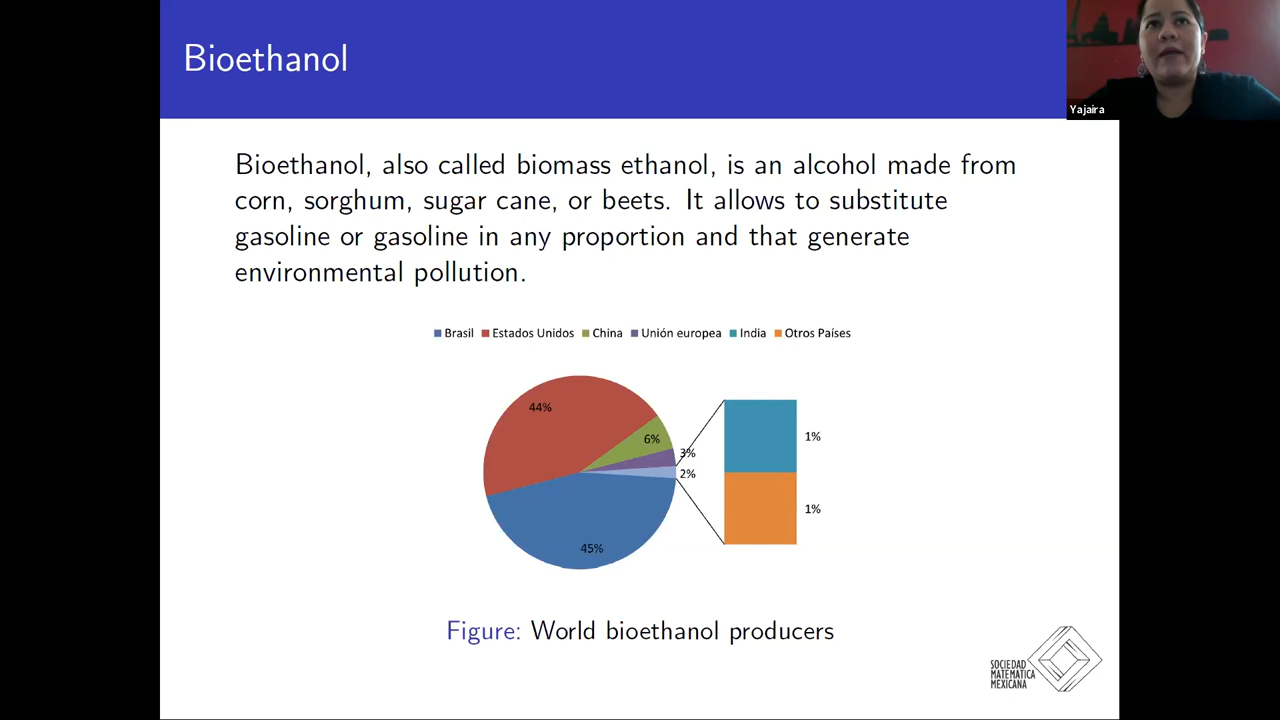 Bioethanol
Yajaira
Bioethanol, also called biomass ethanol, is an alcohol made from
corn, sorghum, sugar cane, or beets. It allows to substitute
gasoline or gasoline in any proportion and that generate
environmental pollution.
Brasil Estados Unidos China Unión europea India Otros Países
44%
6%
3%
2%
45%
1%
1%
Figure: World bioethanol producers
SOCIEDAD
MATEMATICA
MEXICANA